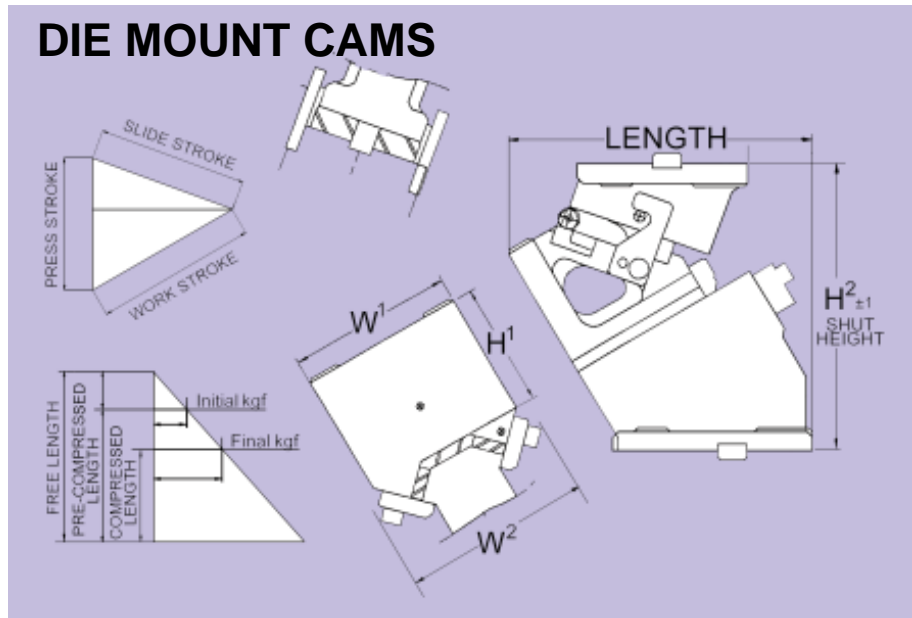 DIE MOUNT CAMS
SLIDE STROKE
PRESS STROKE
WORK STROKE
LENGTH
H² ±1
SHUT
HEIGHT
W¹
H¹
W²
FREE LENGTH
PRE-COMPRESSED
LENGTH
COMPRESSED
LENGTH
Initial kgf
Final kgf